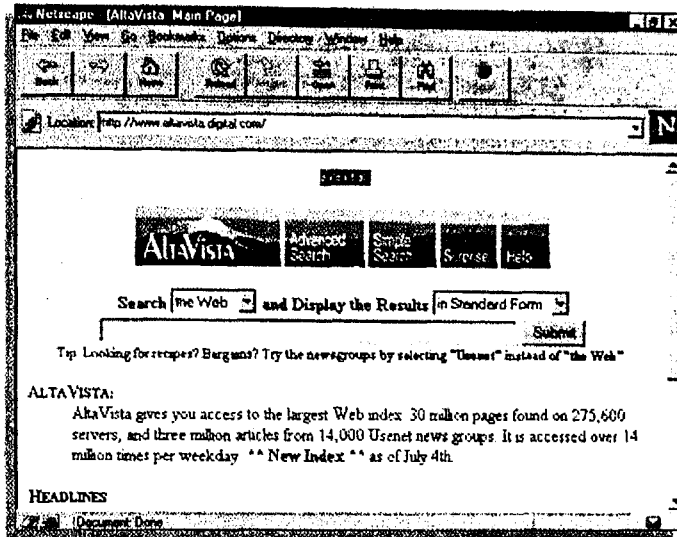 Netscape - [AltaVista: Main Page]
File Edit View Go Bookmarks Options Directory Window Help
Back Home Reload Open Print Find
Location: http://www.altavista.digital.com/
N
ALTAVISTA Advanced Search Simple Search Surprise Help
Search the Web and Display the Results in Standard Form
Submit
Tip: Looking for recipes? Bargains? Try the newsgroups by selecting "Usenet" instead of "the Web"
ALTAVISTA:
AltaVista gives you access to the largest Web index: 30 million pages found on 275,600
servers, and three million articles from 14,000 Usenet news groups. It is accessed over 14
million times per weekday. ** New Index ** as of July 4th.
HEADLINES
Document: Done